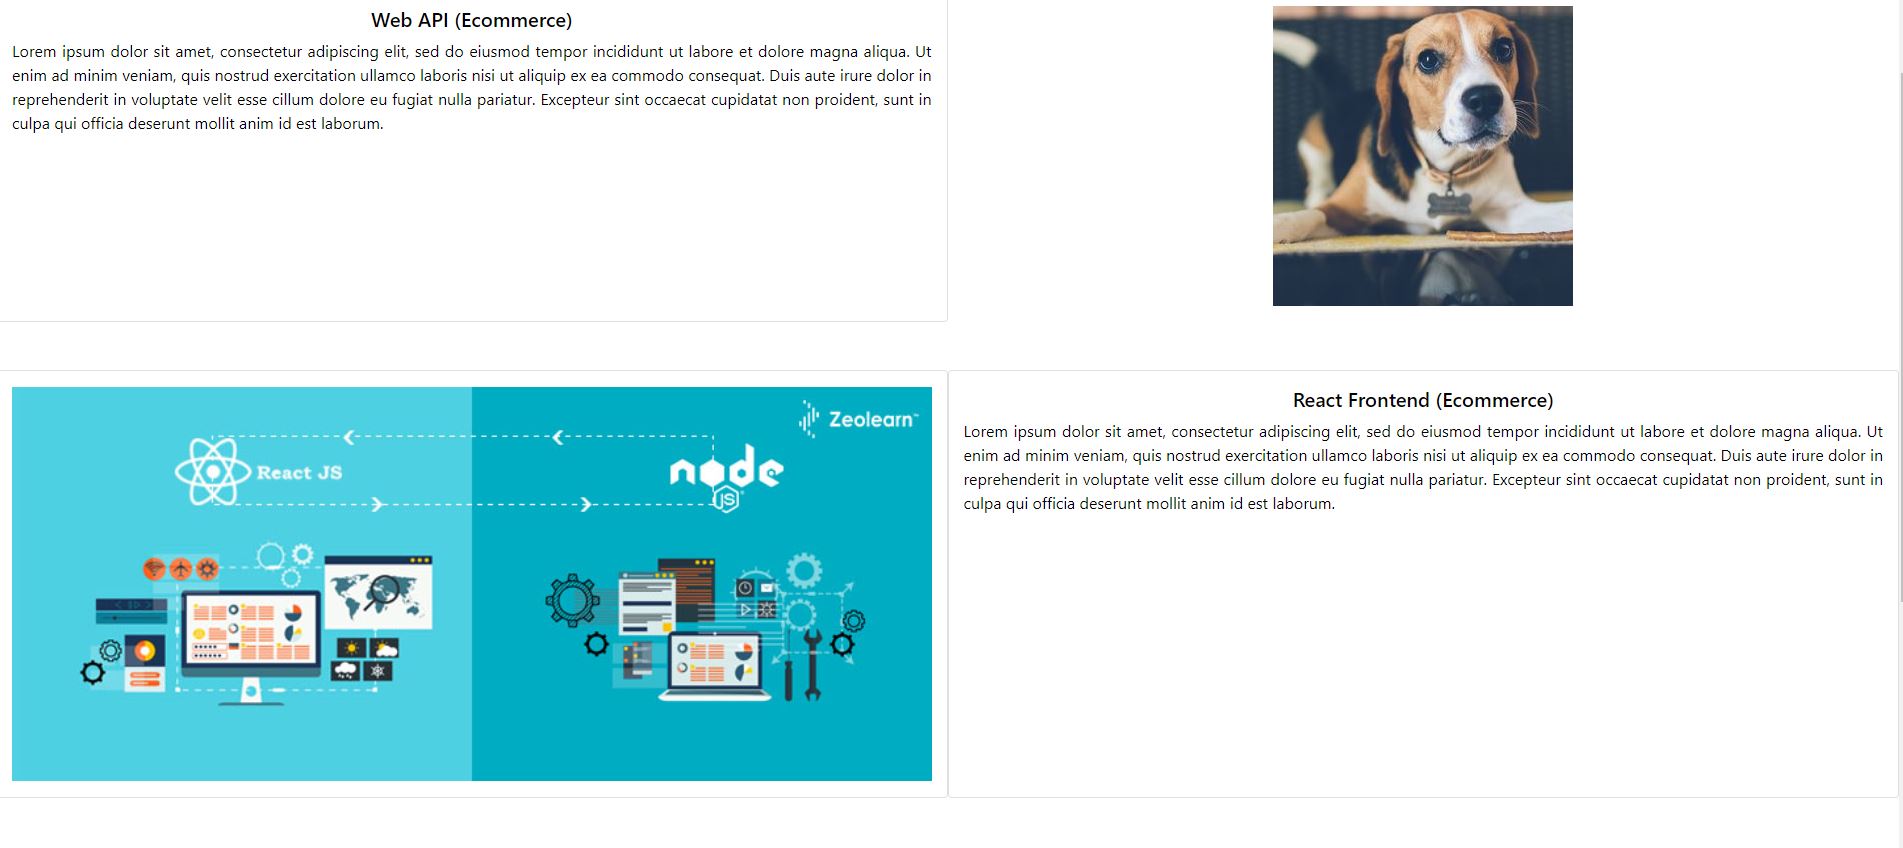 Web API (Ecommerce)
Lorem ipsum dolor sit amet, consectetur adipiscing elit, sed do eiusmod tempor incididunt ut labore et dolore magna aliqua. Ut
enim ad minim veniam, quis nostrud exercitation ullamco laboris nisi ut aliquip ex ea commodo consequat. Duis aute irure dolor in
reprehenderit in voluptate velit esse cillum dolore eu fugiat nulla pariatur. Excepteur sint occaecat cupidatat non proident, sunt in
culpa qui officia deserunt mollit anim id est laborum.
Zeolearn
React JS
node
JS
React Frontend (Ecommerce)
Lorem ipsum dolor sit amet, consectetur adipiscing elit, sed do eiusmod tempor incididunt ut labore et dolore magna aliqua. Ut
enim ad minim veniam, quis nostrud exercitation ullamco laboris nisi ut aliquip ex ea commodo consequat. Duis aute irure dolor in
reprehenderit in voluptate velit esse cillum dolore eu fugiat nulla pariatur. Excepteur sint occaecat cupidatat non proident, sunt in
culpa qui officia deserunt mollit anim id est laborum.